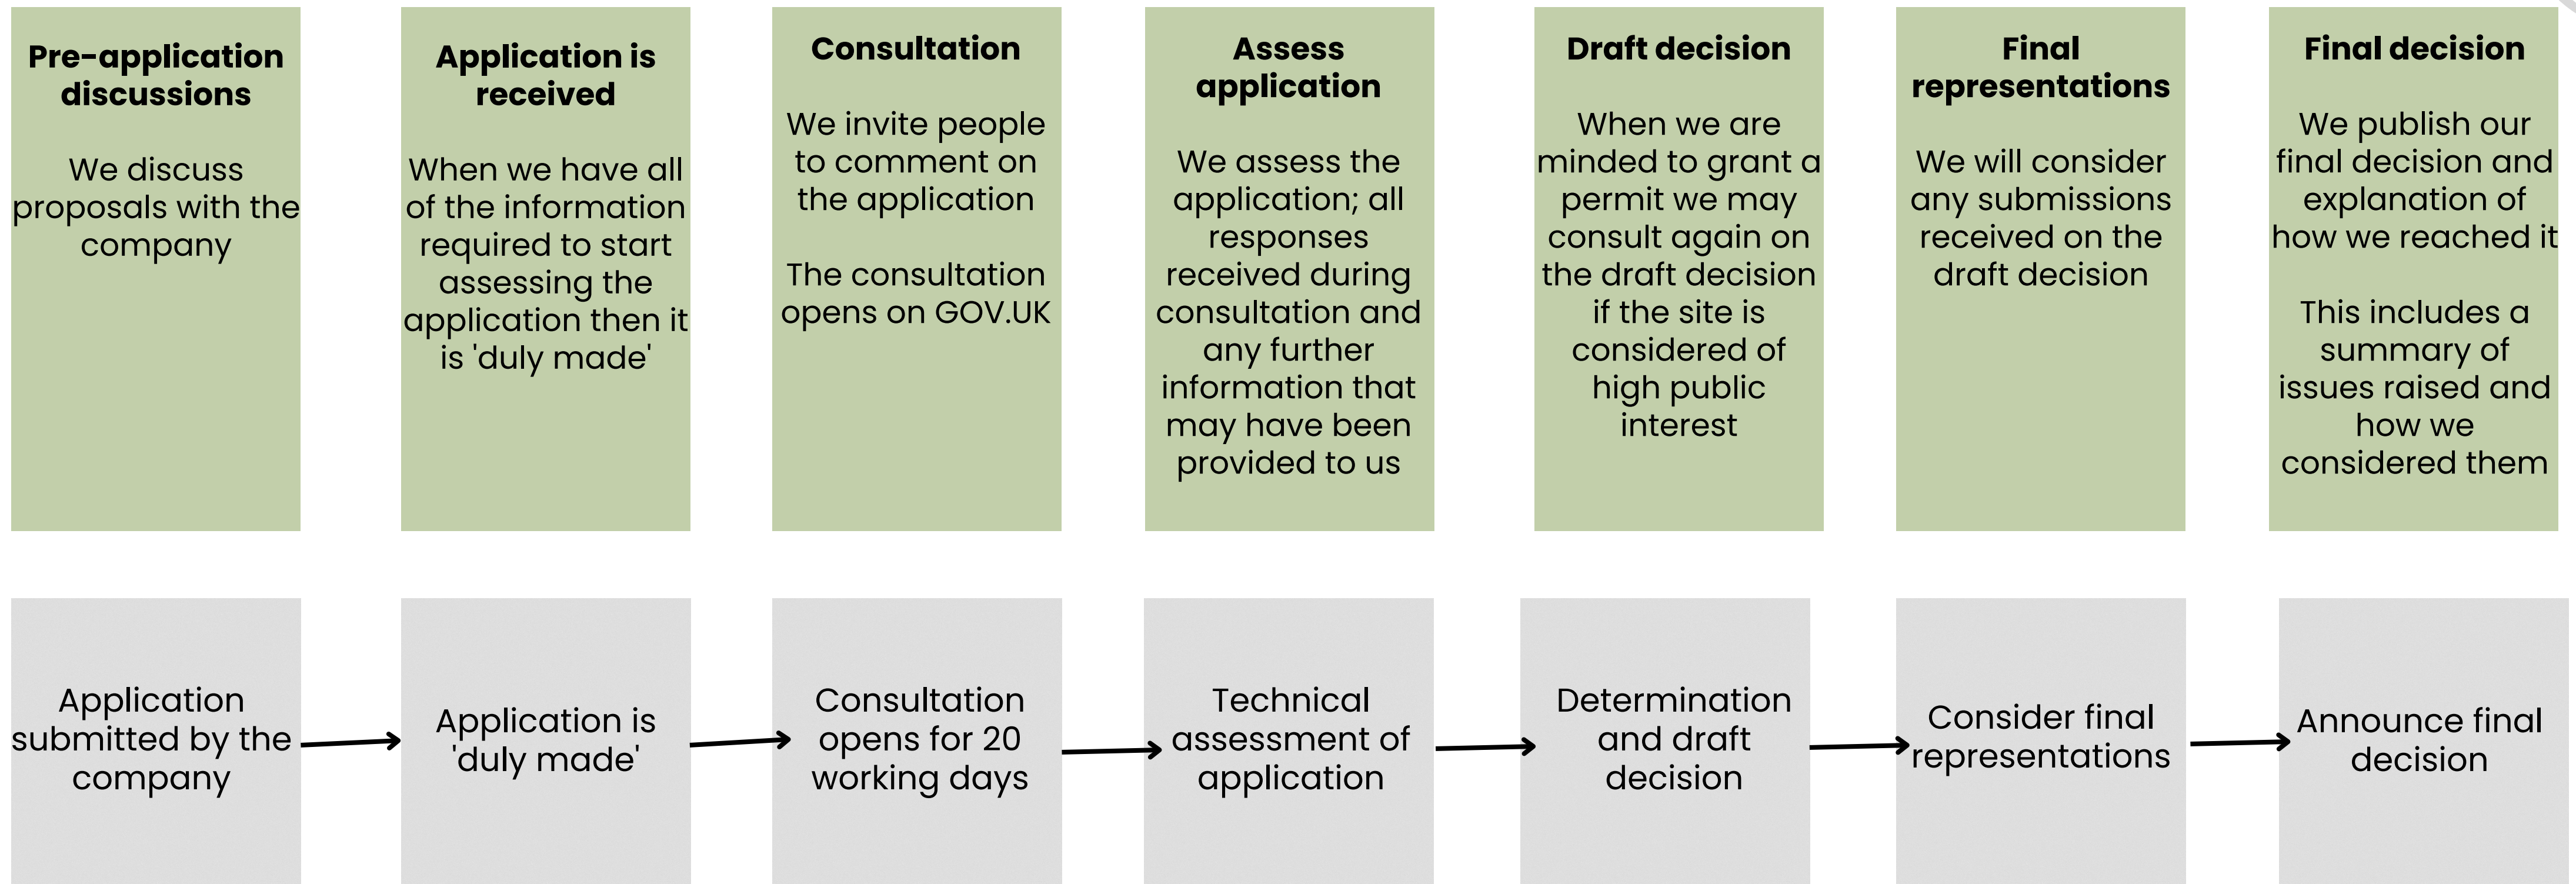 Pre-application
discussions
We discuss
proposals with the
company
Application is
received
When we have all
of the information
required to start
assessing the
application then it
is 'duly made'
Consultation
We invite people
to comment on
the application
The consultation
opens on GOV.UK
Assess
application
We assess the
application; all
responses
received during
consultation and
any further
information that
may have been
provided to us
Draft decision
When we are
minded to grant a
permit we may
consult again on
the draft decision
if the site is
considered of
high public
interest
Final
representations
We will consider
any submissions
received on the
draft decision
Final decision
We publish our
final decision and
explanation of
how we reached it
This includes a
summary of
issues raised and
how we
considered them
Application
submitted by the
company
Application is
'duly made'
Consultation
opens for 20
working days
Technical
assessment of
application
Determination
and draft
decision
Consider final
representations
Announce final
decision